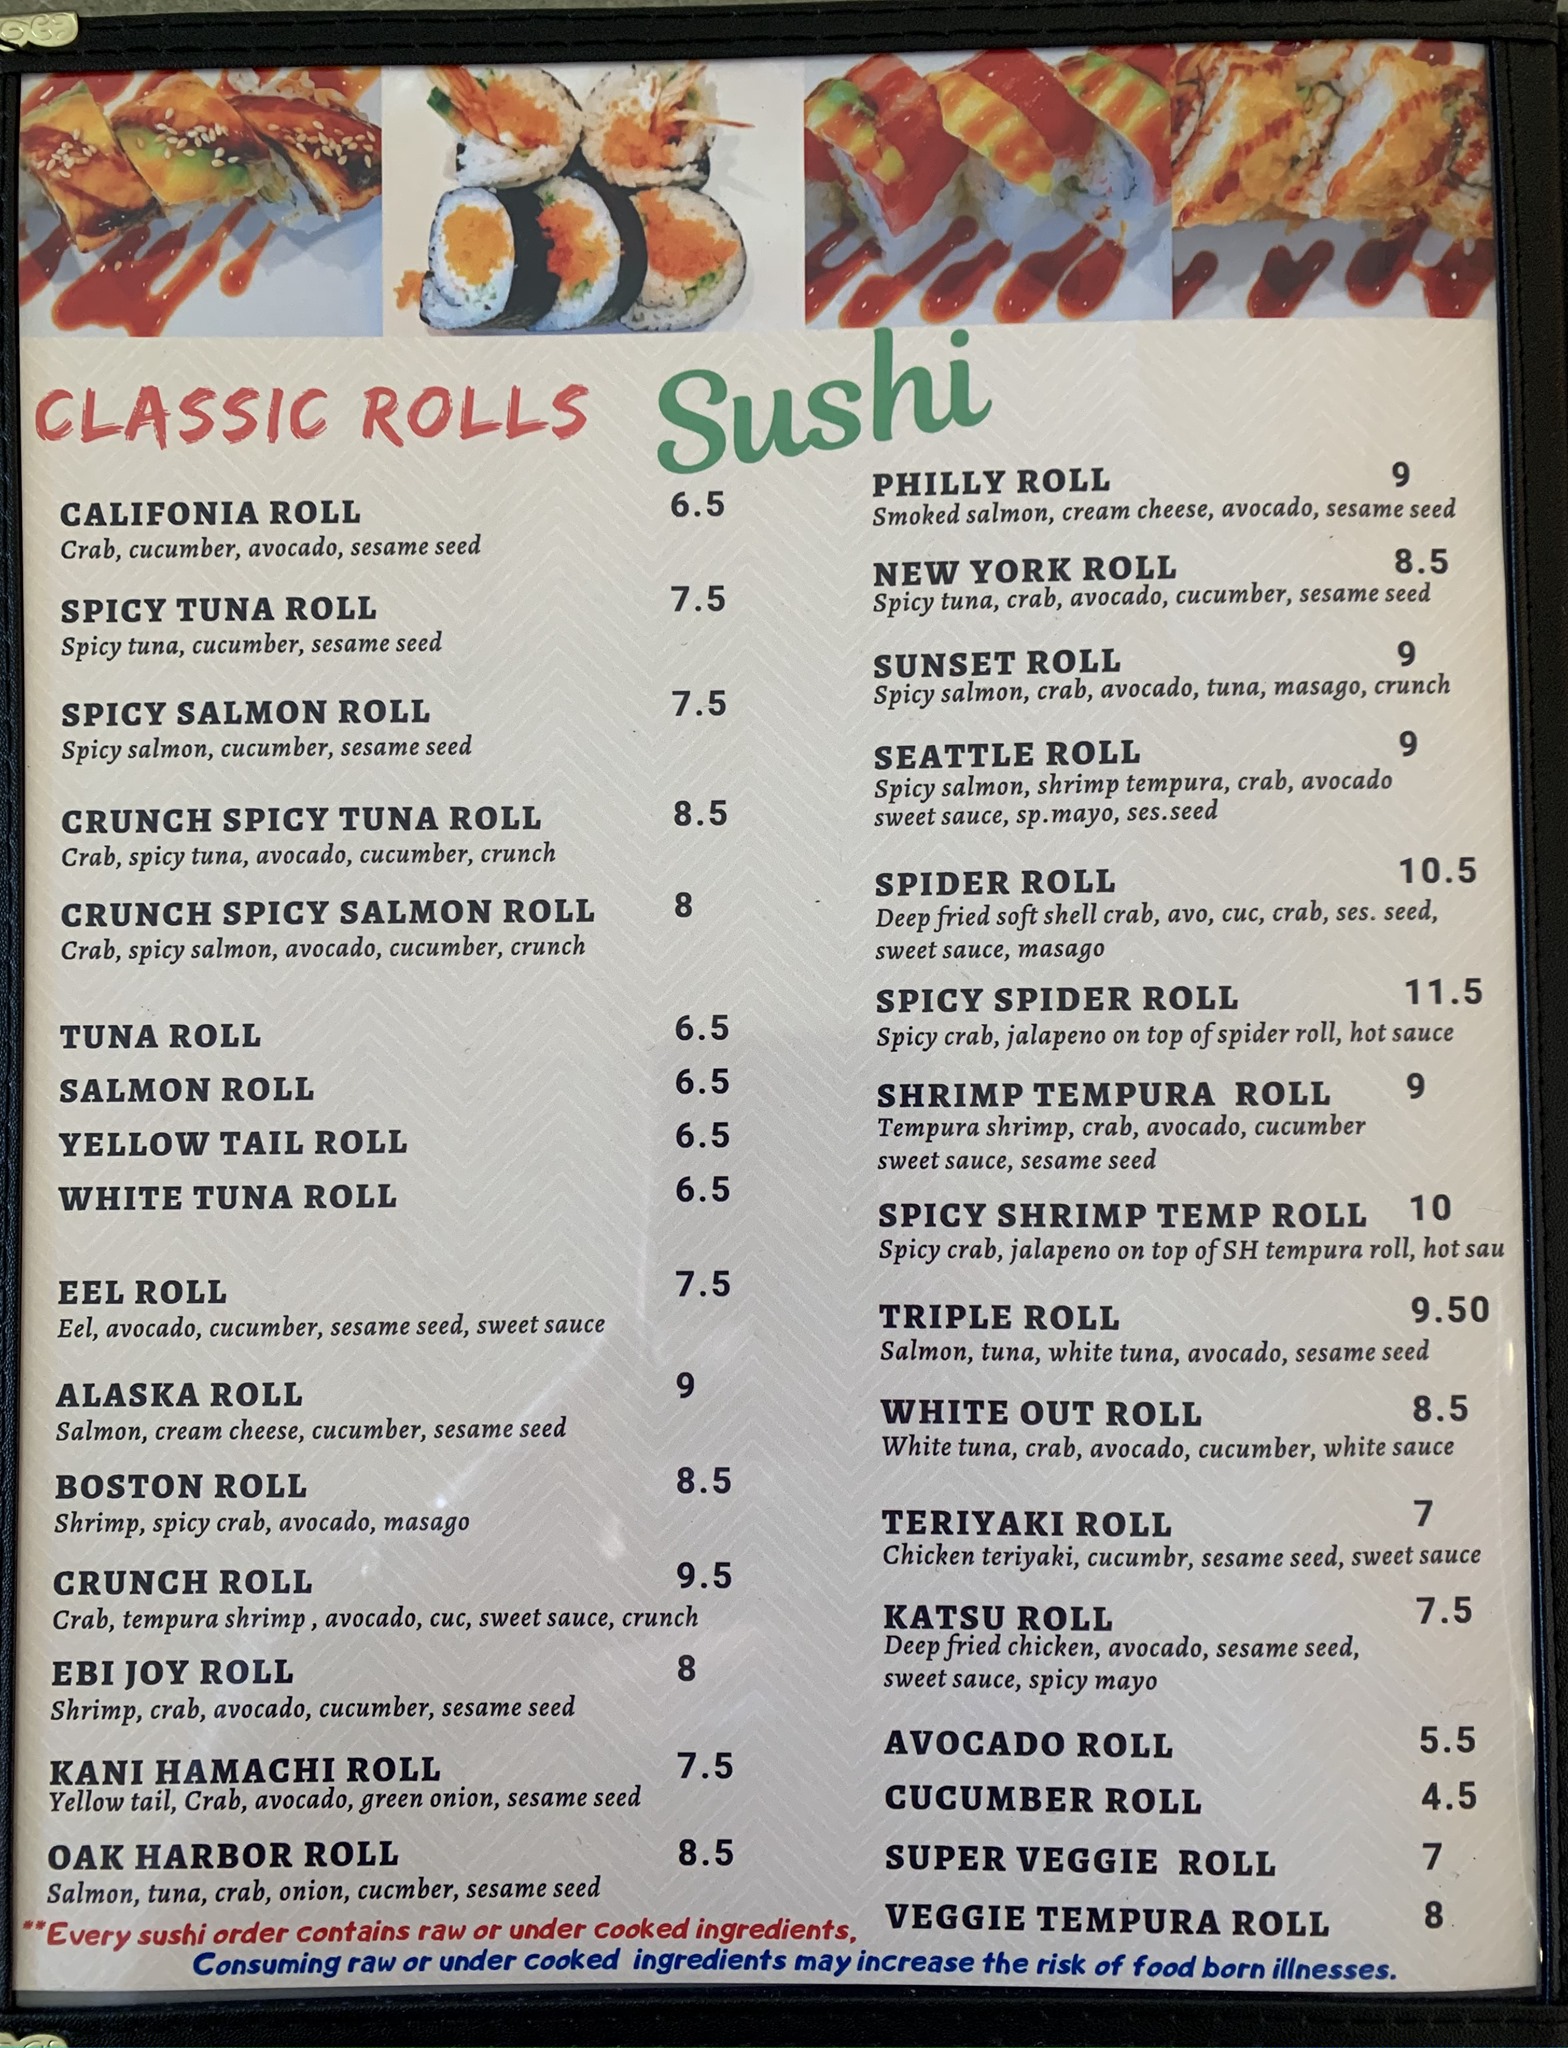 Sushi
CLASSIC ROLLS
CALIFONIA ROLL 6.5
Crab, cucumber, avocado, sesame seed
SPICY TUNA ROLL 7.5
Spicy tuna, cucumber, sesame seed
SPICY SALMON ROLL 7.5
Spicy salmon, cucumber, sesame seed
CRUNCH SPICY TUNA ROLL 8.5
Crab, spicy tuna, avocado, cucumber, crunch
CRUNCH SPICY SALMON ROLL 8
Crab, spicy salmon, avocado, cucumber, crunch
TUNA ROLL 6.5
SALMON ROLL 6.5
YELLOW TAIL ROLL 6.5
WHITE TUNA ROLL 6.5
EEL ROLL 7.5
Eel, avocado, cucumber, sesame seed, sweet sauce
ALASKA ROLL 9
Salmon, cream cheese, cucumber, sesame seed
BOSTON ROLL 8.5
Shrimp, spicy crab, avocado, masago
CRUNCH ROLL 9.5
Crab, tempura shrimp , avocado, cuc, sweet sauce, crunch
EBI JOY ROLL 8
Shrimp, crab, avocado, cucumber, sesame seed
KANI HAMACHI ROLL 7.5
Yellow tail, Crab, avocado, green onion, sesame seed
OAK HARBOR ROLL 8.5
Salmon, tuna, crab, onion, cucmber, sesame seed
PHILLY ROLL 9
Smoked salmon, cream cheese, avocado, sesame seed
NEW YORK ROLL 8.5
Spicy tuna, crab, avocado, cucumber, sesame seed
SUNSET ROLL 9
Spicy salmon, crab, avocado, tuna, masago, crunch
SEATTLE ROLL 9
Spicy salmon, shrimp tempura, crab, avocado
sweet sauce, sp.mayo, ses.seed
SPIDER ROLL 10.5
Deep fried soft shell crab, avo, cuc, crab, ses. seed,
sweet sauce, masago
SPICY SPIDER ROLL 11.5
Spicy crab, jalapeno on top of spider roll, hot sauce
SHRIMP TEMPURA ROLL 9
Tempura shrimp, crab, avocado, cucumber
sweet sauce, sesame seed
SPICY SHRIMP TEMP ROLL 10
Spicy crab, jalapeno on top of SH tempura roll, hot sau
TRIPLE ROLL 9.50
Salmon, tuna, white tuna, avocado, sesame seed
WHITE OUT ROLL 8.5
White tuna, crab, avocado, cucumber, white sauce
TERIYAKI ROLL 7
Chicken teriyaki, cucumbr, sesame seed, sweet sauce
KATSU ROLL 7.5
Deep fried chicken, avocado, sesame seed,
sweet sauce, spicy mayo
AVOCADO ROLL 5.5
CUCUMBER ROLL 4.5
SUPER VEGGIE ROLL 7
VEGGIE TEMPURA ROLL 8
**Every sushi order contains raw or under cooked ingredients,
Consuming raw or under cooked ingredients may increase the risk of food born illnesses.